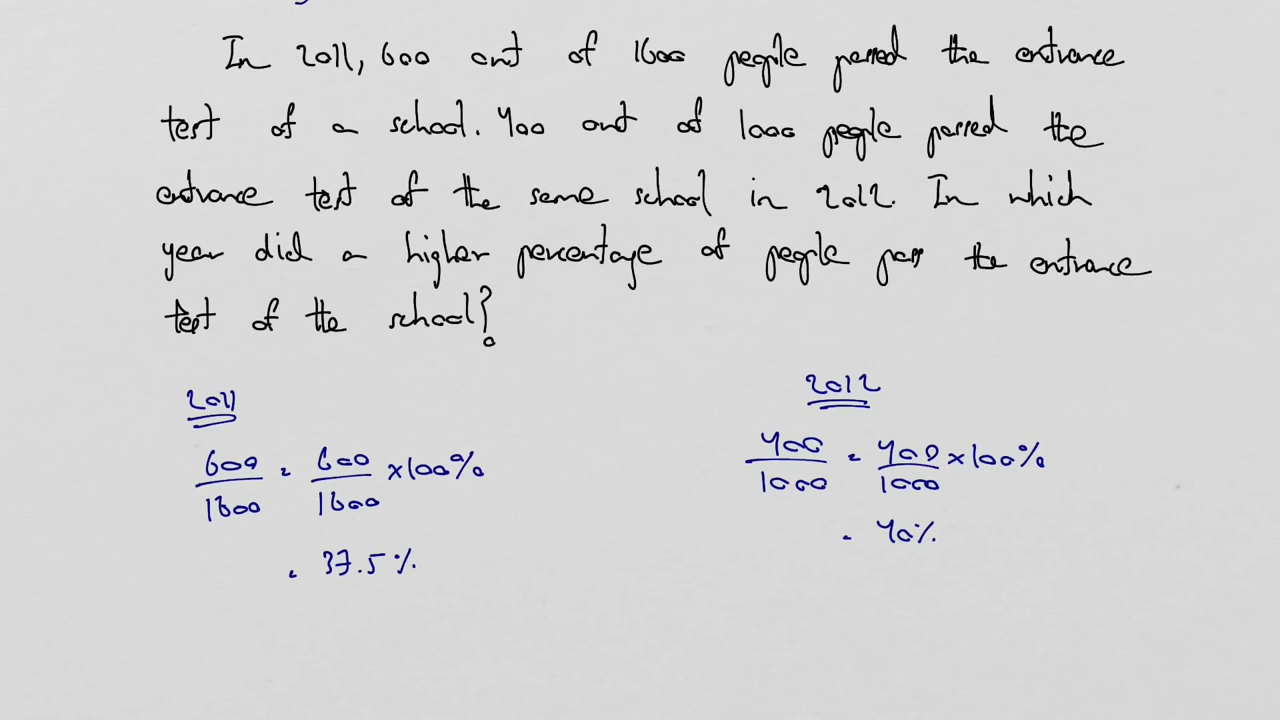 In 2011, 600 out of 1600 people passed the entrance
test of a school. 400 out of 1000 people passed the
entrance test of the same school in 2012. In which
year did a higher percentage of people pass the entrance
test of the school?
2011
600/1600 = 600/1600 ×100%
= 37.5%
2012
400/1000 = 400/1000 ×100%
= 40%